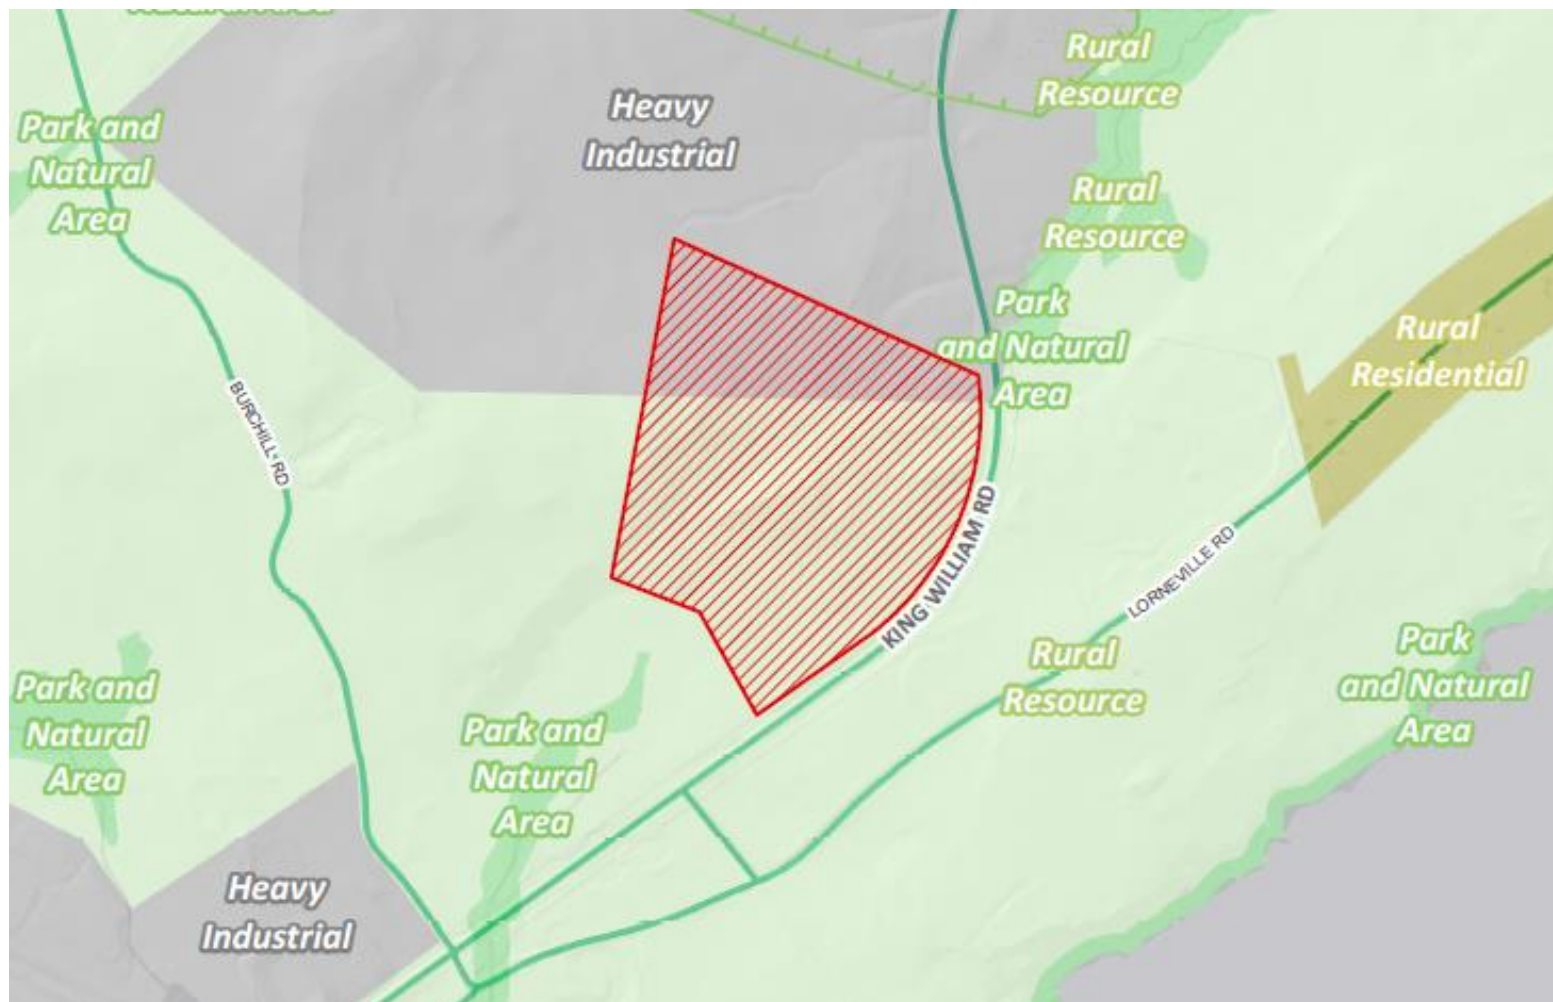 Natural Area
Rural
Resource
Heavy
Industrial
Park and
Natural
Area
Rural
Resource
Park
and Natural
Area
Rural
Residential
BURCHILL RD
KING WILLIAM RD
LORNEVILLE RD
Rural
Resource
Park
and Natural
Area
Park and
Natural
Area
Park and
Natural
Area
Heavy
Industrial